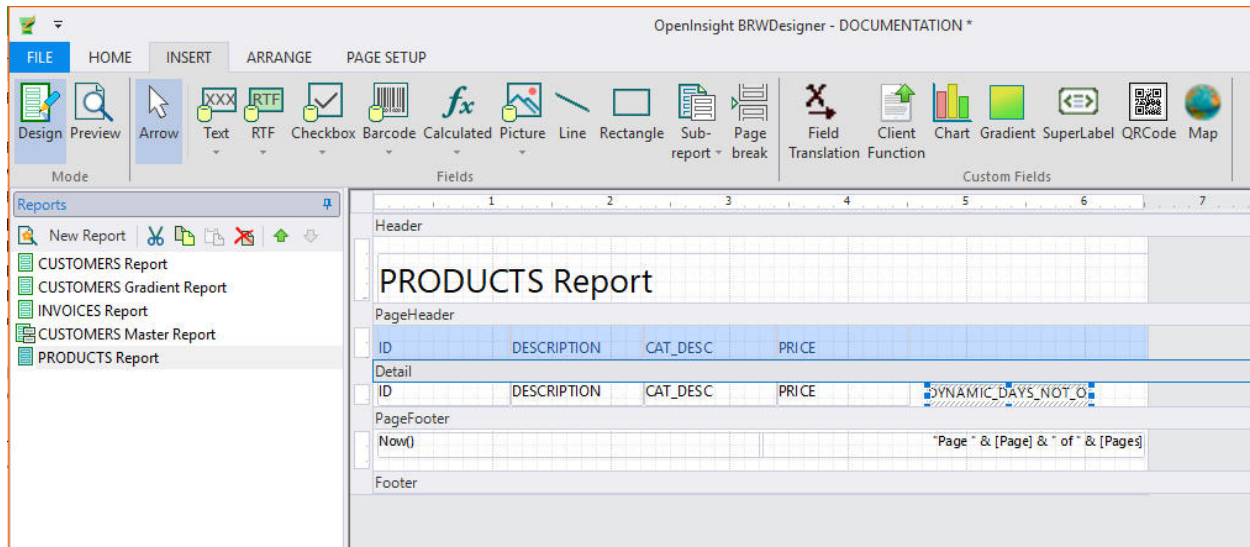 OpenInsight BRWDesigner - DOCUMENTATION *
FILE HOME INSERT ARRANGE PAGE SETUP
XXX RTF fx X <=>
Design Preview Arrow Text RTF Checkbox Barcode Calculated Picture Line Rectangle Sub-report Page break Field Translation Client Function Chart Gradient SuperLabel QRCode Map
Mode Fields Custom Fields
Reports
1 2 3 4 5 6 7
New Report
Header
CUSTOMERS Report
CUSTOMERS Gradient Report
INVOICES Report
CUSTOMERS Master Report
PRODUCTS Report
PRODUCTS Report
PageHeader
ID DESCRIPTION CAT_DESC PRICE
Detail
ID DESCRIPTION CAT_DESC PRICE DYNAMIC_DAYS_NOT_O
PageFooter
Now() "Page " & [Page] & " of " & [Pages]
Footer